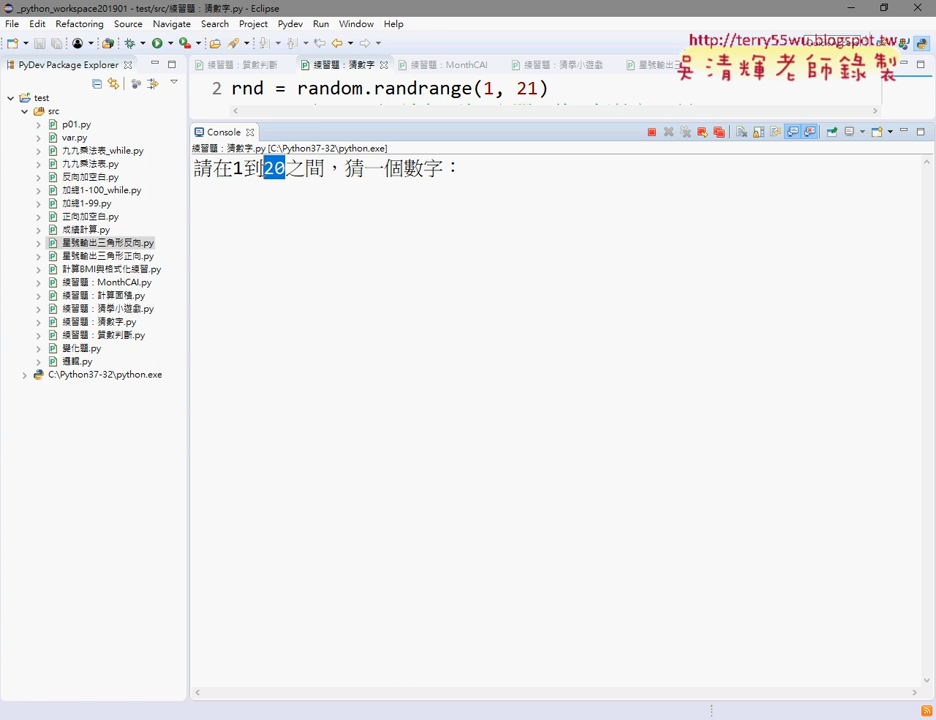 _python_workspace201901 - test/src/練習題：猜數字.py - Eclipse
File Edit Refactoring Source Navigate Search Project Pydev Run Window Help
http://terry55wu.blogspot.tw
吳清輝老師錄製
PyDev Package Explorer
練習題：質數判斷
練習題：猜數字
練習題：MonthCAI
練習題：猜拳小遊戲
2 rnd = random.randrange(1, 21)
Console
練習題：猜數字.py [C:\Python37-32\python.exe]
請在1到20之間，猜一個數字：
test
src
p01.py
var.py
九九乘法表_while.py
九九乘法表.py
反向加空白.py
加總1-100_while.py
加總1-99.py
正向加空白.py
成績計算.py
星號輸出三角形反向.py
星號輸出三角形正向.py
計算BMI與格式化練習.py
練習題：MonthCAI.py
練習題：計算面積.py
練習題：猜拳小遊戲.py
練習題：猜數字.py
練習題：質數判斷.py
變化題.py
邏輯.py
C:\Python37-32\python.exe